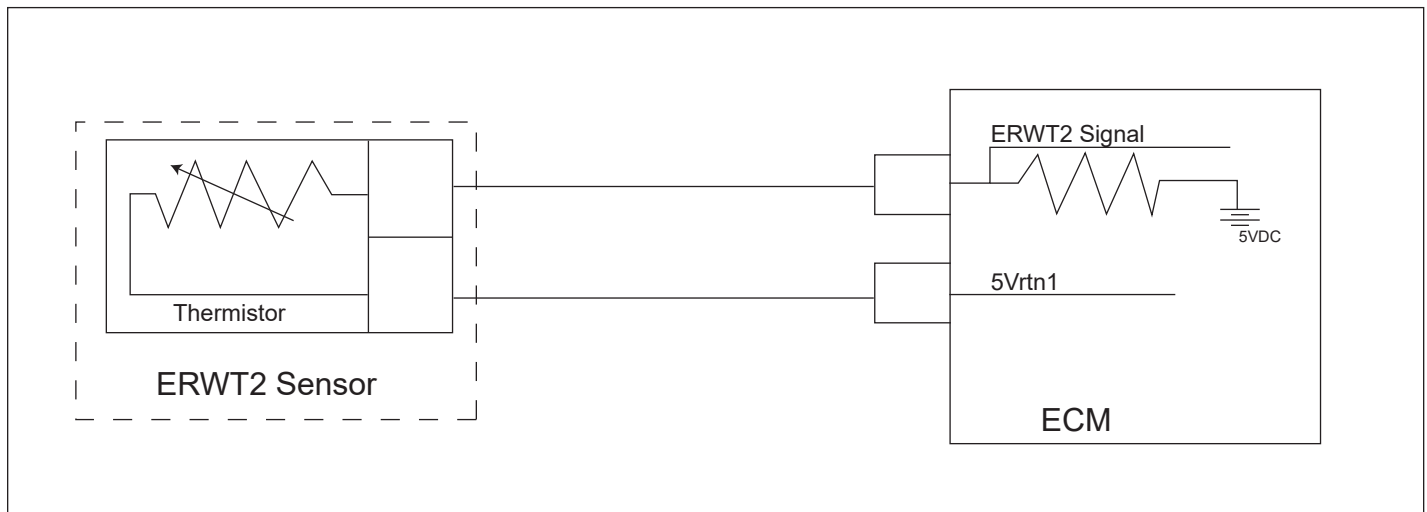 ERWT2 Signal
5VDC
5Vrtn1
Thermistor
ERWT2 Sensor
ECM